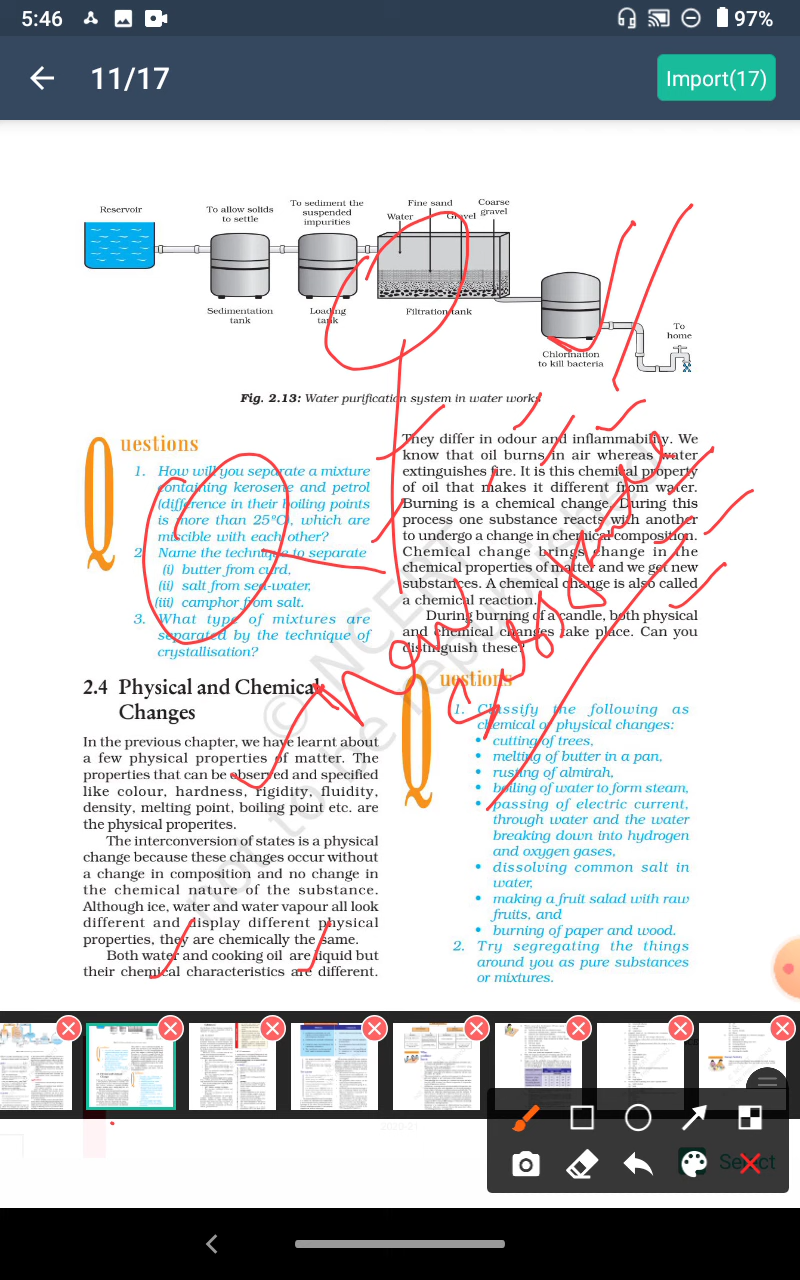 5:46
97%
11/17
Import(17)
Reservoir
To allow solids
to settle
To sediment the
suspended
impurities
Water
Fine sand
Gravel
Coarse
gravel
Sedimentation
tank
Loading
tank
Filtration tank
Chlorination
to kill bacteria
To
home
Fig. 2.13: Water purification system in water works
Questions
1. How will you separate a mixture
containing kerosene and petrol
(difference in their boiling points
is more than 25°C), which are
miscible with each other?
2. Name the technique to separate
(i) butter from curd,
(ii) salt from sea-water,
(iii) camphor from salt.
3. What type of mixtures are
separated by the technique of
crystallisation?
2.4 Physical and Chemical
Changes
In the previous chapter, we have learnt about
a few physical properties of matter. The
properties that can be observed and specified
like colour, hardness, rigidity, fluidity,
density, melting point, boiling point etc. are
the physical properites.
The interconversion of states is a physical
change because these changes occur without
a change in composition and no change in
the chemical nature of the substance.
Although ice, water and water vapour all look
different and display different physical
properties, they are chemically the same.
Both water and cooking oil are liquid but
their chemical characteristics are different.
They differ in odour and inflammability. We
know that oil burns in air whereas water
extinguishes fire. It is this chemical property
of oil that makes it different from water.
Burning is a chemical change. During this
process one substance reacts with another
to undergo a change in chemical composition.
Chemical change brings change in the
chemical properties of matter and we get new
substances. A chemical change is also called
a chemical reaction.
During burning of a candle, both physical
and chemical changes take place. Can you
distinguish these?
Questions
1. Classify the following as
chemical or physical changes:
• cutting of trees,
• melting of butter in a pan,
• rusting of almirah,
• boiling of water to form steam,
• passing of electric current,
through water and the water
breaking down into hydrogen
and oxygen gases,
• dissolving common salt in
water,
• making a fruit salad with raw
fruits, and
• burning of paper and wood.
2. Try segregating the things
around you as pure substances
or mixtures.
© NCERT
not to be republished
2020-21
Select